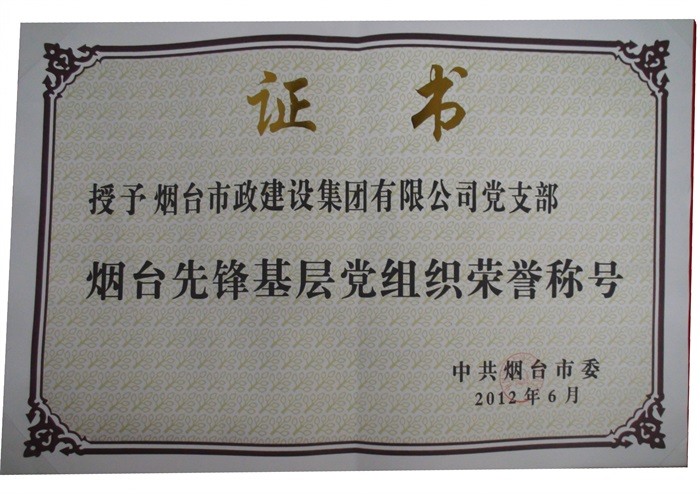 证 书
授予 烟台市政建设集团有限公司党支部
烟台先锋基层党组织荣誉称号
中共烟台市委
2012年6月